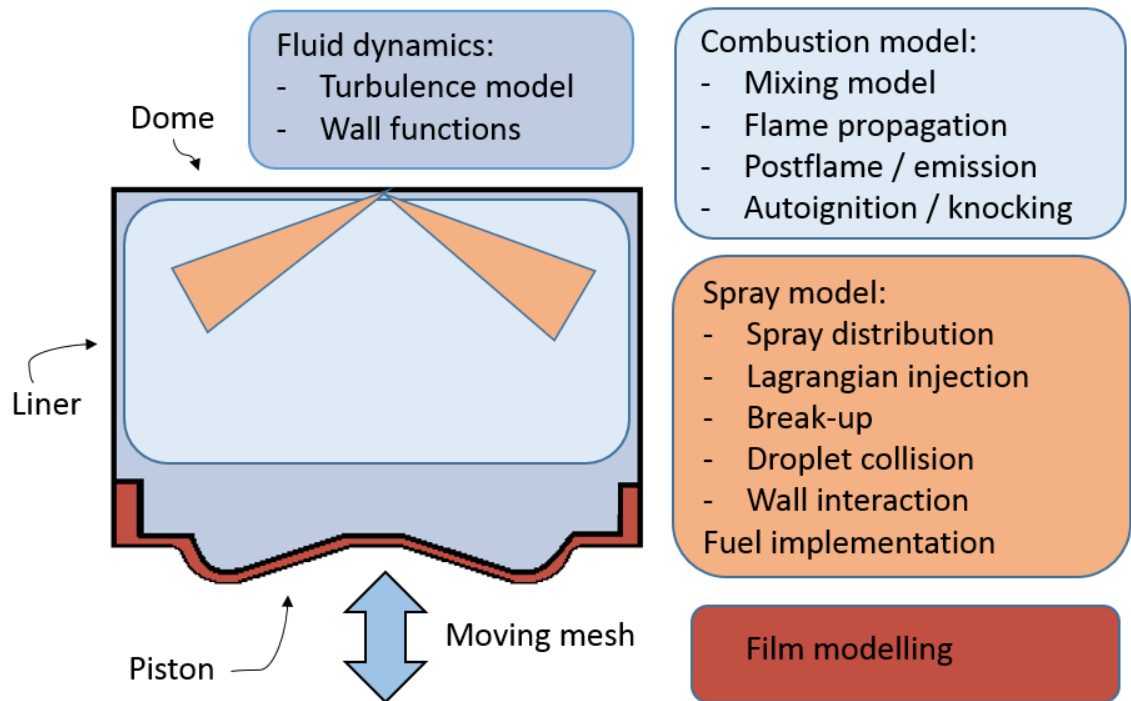 Fluid dynamics:
- Turbulence model
- Wall functions
Combustion model:
- Mixing model
- Flame propagation
- Postflame / emission
- Autoignition / knocking
Dome
Liner
Spray model:
- Spray distribution
- Lagrangian injection
- Break-up
- Droplet collision
- Wall interaction
Fuel implementation
Piston
Moving mesh
Film modelling